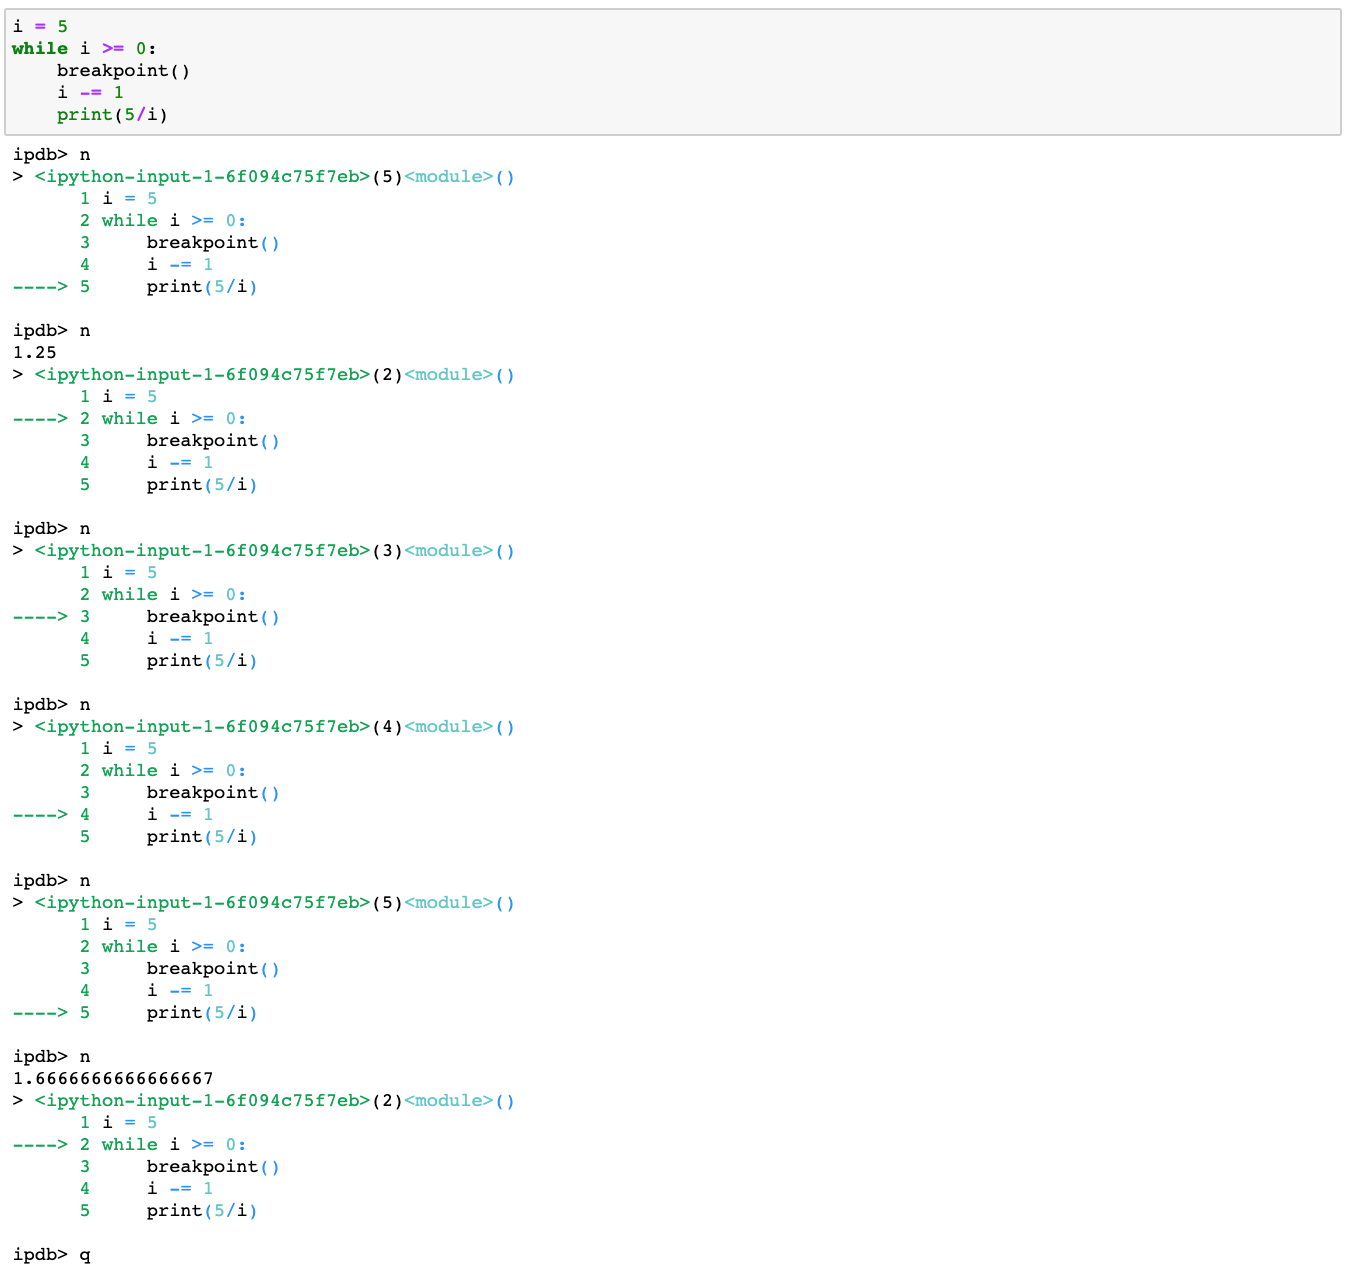 i = 5
while i >= 0:
    breakpoint()
    i -= 1
    print(5/i)
ipdb> n
> <ipython-input-1-6f094c75f7eb>(5)<module>()
      1 i = 5
      2 while i >= 0:
      3     breakpoint()
      4     i -= 1
----> 5     print(5/i)

ipdb> n
1.25
> <ipython-input-1-6f094c75f7eb>(2)<module>()
      1 i = 5
----> 2 while i >= 0:
      3     breakpoint()
      4     i -= 1
      5     print(5/i)

ipdb> n
> <ipython-input-1-6f094c75f7eb>(3)<module>()
      1 i = 5
      2 while i >= 0:
----> 3     breakpoint()
      4     i -= 1
      5     print(5/i)

ipdb> n
> <ipython-input-1-6f094c75f7eb>(4)<module>()
      1 i = 5
      2 while i >= 0:
      3     breakpoint()
----> 4     i -= 1
      5     print(5/i)

ipdb> n
> <ipython-input-1-6f094c75f7eb>(5)<module>()
      1 i = 5
      2 while i >= 0:
      3     breakpoint()
      4     i -= 1
----> 5     print(5/i)

ipdb> n
1.6666666666666667
> <ipython-input-1-6f094c75f7eb>(2)<module>()
      1 i = 5
----> 2 while i >= 0:
      3     breakpoint()
      4     i -= 1
      5     print(5/i)

ipdb> q